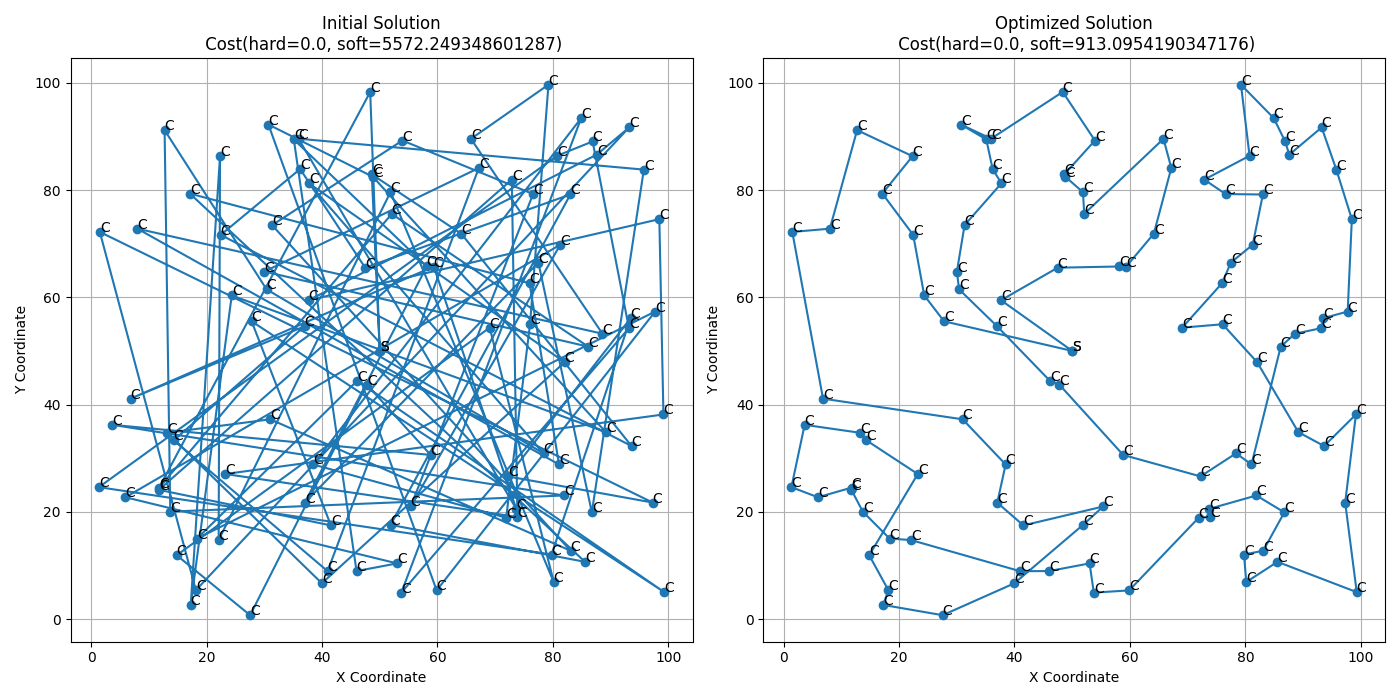 Initial Solution
Cost(hard=0.0, soft=5572.249348601287)
Y Coordinate
100
80
60
40
20
0
0 20 40 60 80 100
X Coordinate
C
S
Optimized Solution
Cost(hard=0.0, soft=913.0954190347176)
Y Coordinate
100
80
60
40
20
0
0 20 40 60 80 100
X Coordinate
C
S